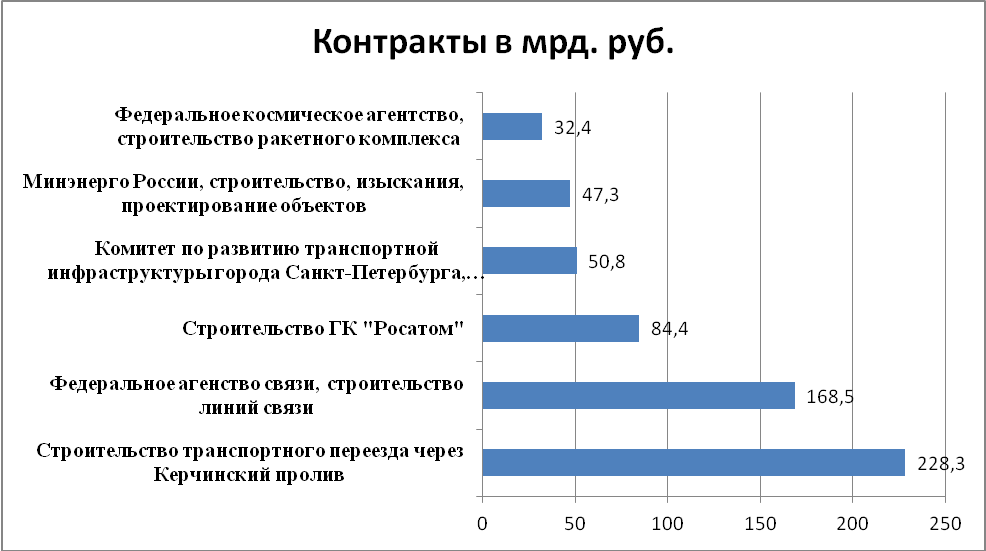 Контракты в мрд. руб.
Федеральное космическое агентство,
строительство ракетного комплекса
32,4
Минэнерго России, строительство, изыскания,
проектирование объектов
47,3
Комитет по развитию транспортной
инфраструктуры города Санкт-Петербурга,…
50,8
Строительство ГК "Росатом"
84,4
Федеральное агенство связи, строительство
линий связи
168,5
Строительство транспортного переезда через
Керчинский пролив
228,3
0 50 100 150 200 250